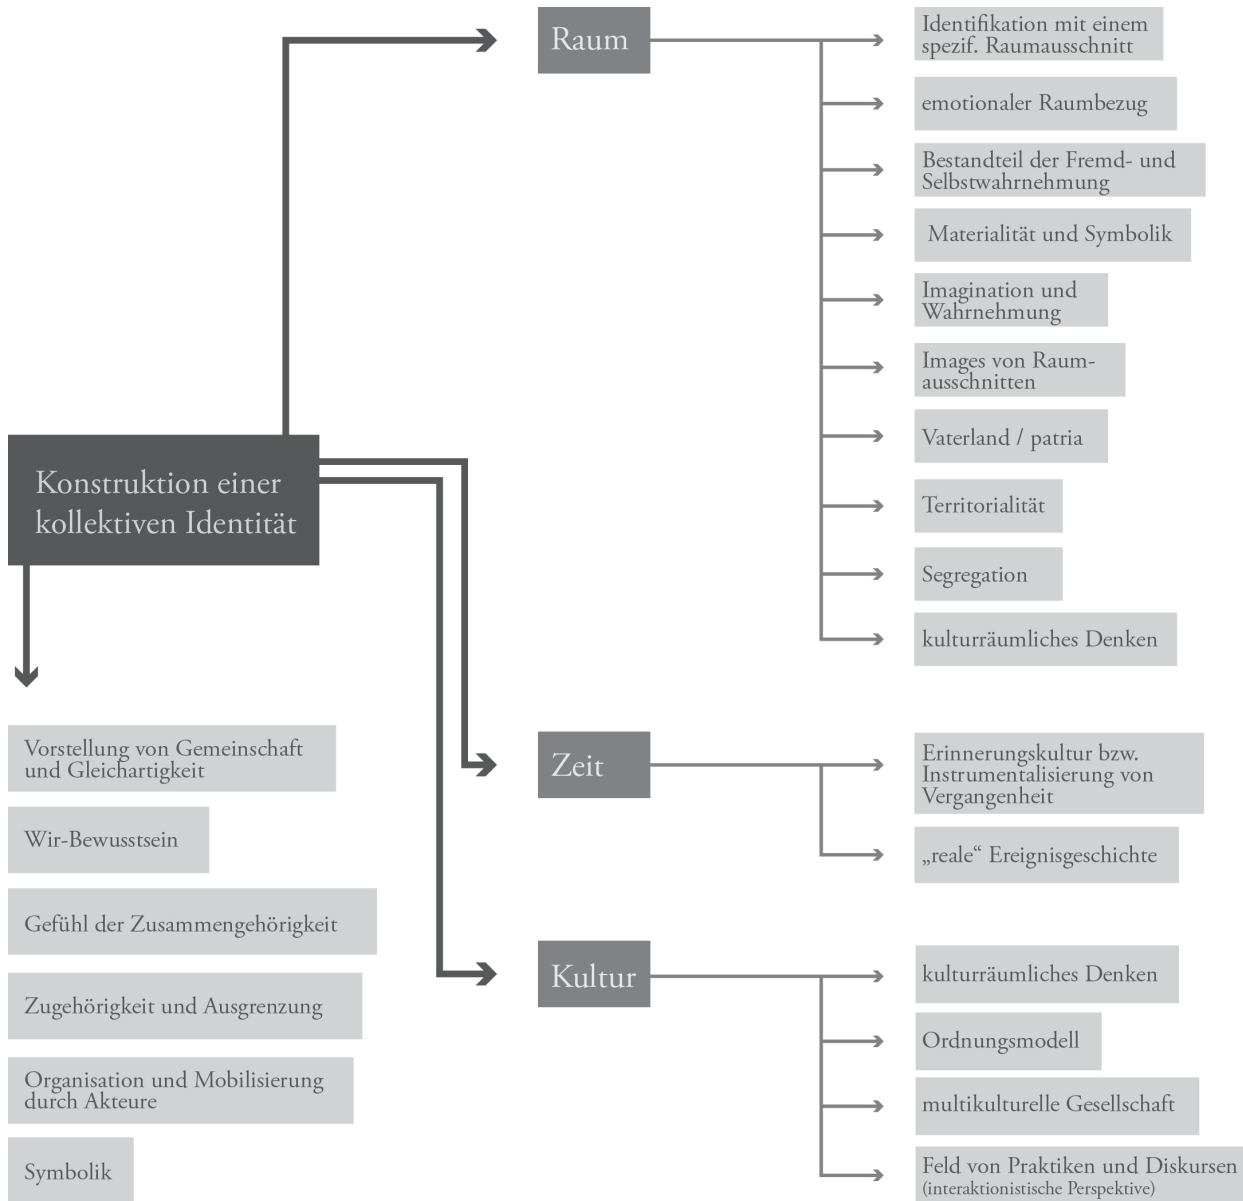 Konstruktion einer
kollektiven Identität
Vorstellung von Gemeinschaft
und Gleichartigkeit
Wir-Bewusstsein
Gefühl der Zusammengehörigkeit
Zugehörigkeit und Ausgrenzung
Organisation und Mobilisierung
durch Akteure
Symbolik
Raum
Identifikation mit einem
spezif. Raumausschnitt
emotionaler Raumbezug
Bestandteil der Fremd- und
Selbstwahrnehmung
Materialität und Symbolik
Imagination und
Wahrnehmung
Images von Raum-
ausschnitten
Vaterland / patria
Territorialität
Segregation
kulturräumliches Denken
Zeit
Erinnerungskultur bzw.
Instrumentalisierung von
Vergangenheit
„reale“ Ereignisgeschichte
Kultur
kulturräumliches Denken
Ordnungsmodell
multikulturelle Gesellschaft
Feld von Praktiken und Diskursen
(interaktionistische Perspektive)